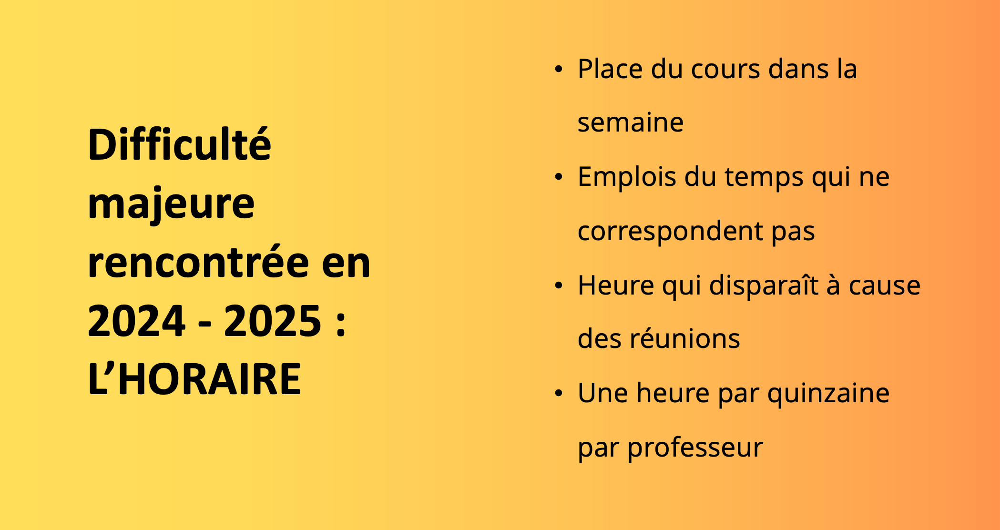 Difficulté
majeure
rencontrée en
2024 - 2025 :
L’HORAIRE
• Place du cours dans la
semaine
• Emplois du temps qui ne
correspondent pas
• Heure qui disparaît à cause
des réunions
• Une heure par quinzaine
par professeur